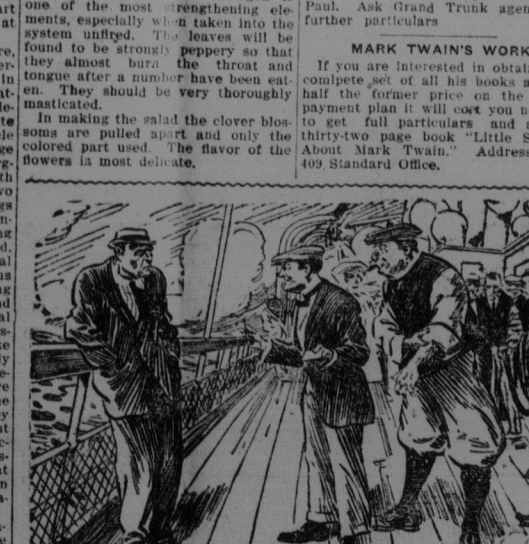 one of the most strengthening ele-
ments, especially when taken into the
system unfired. The leaves will be
found to be strongly peppery so that
they almost burn the throat and
tongue after a number have been eat-
en. They should be very thoroughly
masticated.
In making the salad the clover blos-
soms are pulled apart and only the
colored part used. The flavor of the
flowers is most delicate.
Paul. Ask Grand Trunk agen
further particulars
MARK TWAIN'S WORK
If you are interested in obtai
comlpete set of all his books a
half the former price on the
payment plan it will cost you n
to get full particulars and
thirty-two page book "Little S
About Mark Twain." Address
409 Standard Office.